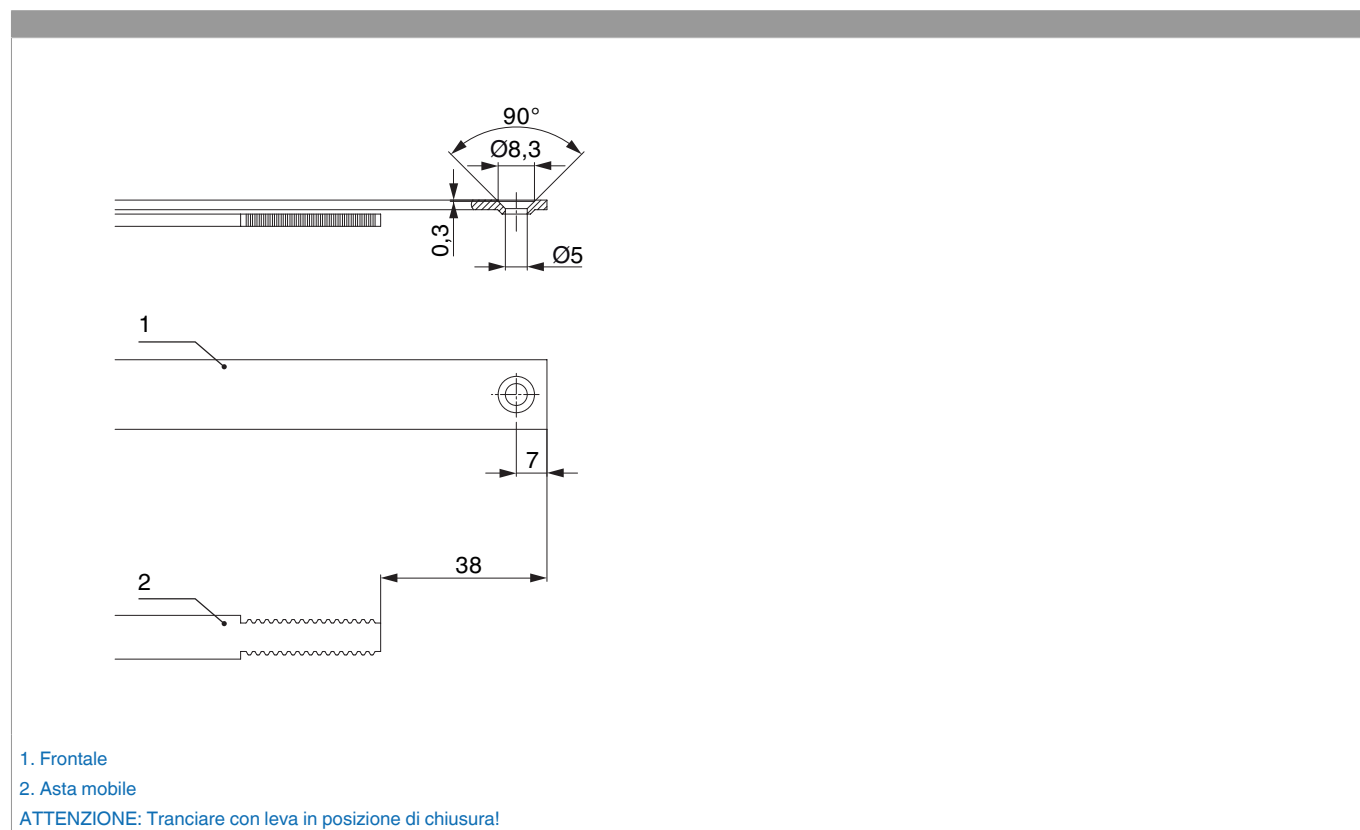 90°
Ø8,3
0,3
Ø5
1
7
38
2
1. Frontale
2. Asta mobile
ATTENZIONE: Tranciare con leva in posizione di chiusura!